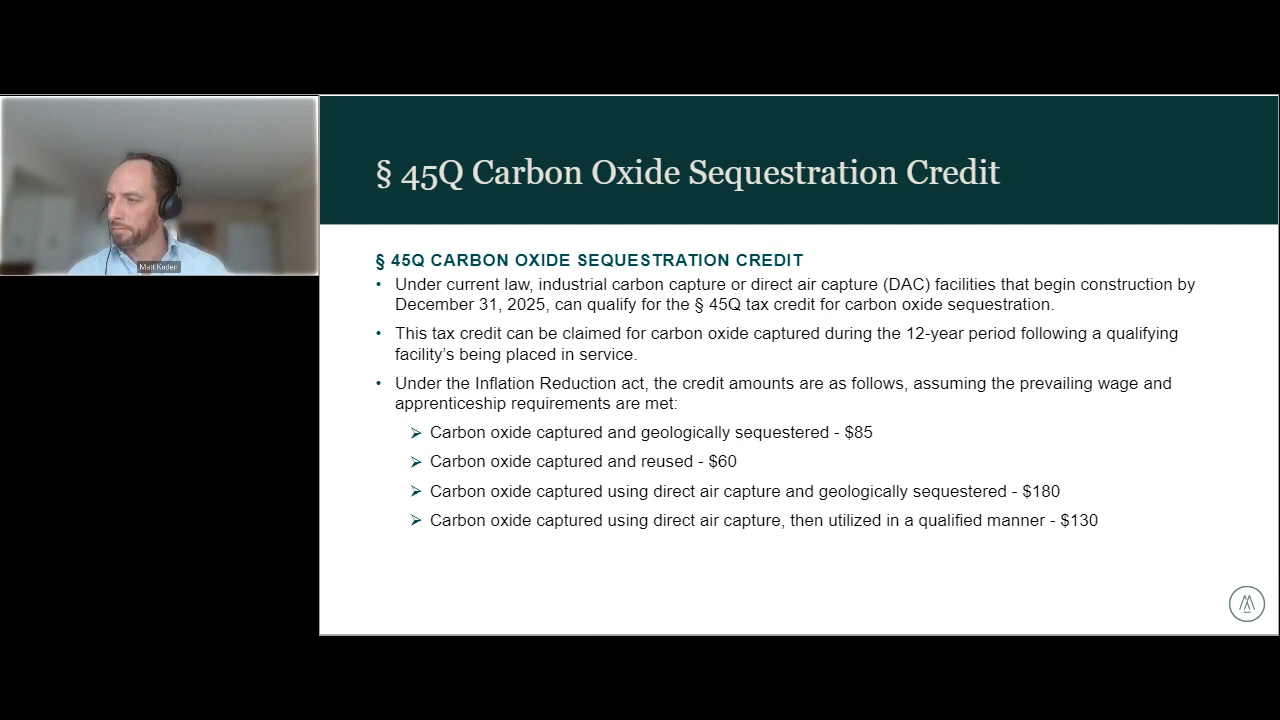 § 45Q Carbon Oxide Sequestration Credit
§ 45Q CARBON OXIDE SEQUESTRATION CREDIT
• Under current law, industrial carbon capture or direct air capture (DAC) facilities that begin construction by
December 31, 2025, can qualify for the § 45Q tax credit for carbon oxide sequestration.
• This tax credit can be claimed for carbon oxide captured during the 12-year period following a qualifying
facility's being placed in service.
• Under the Inflation Reduction act, the credit amounts are as follows, assuming the prevailing wage and
apprenticeship requirements are met:
➢ Carbon oxide captured and geologically sequestered - $85
➢ Carbon oxide captured and reused - $60
➢ Carbon oxide captured using direct air capture and geologically sequestered - $180
➢ Carbon oxide captured using direct air capture, then utilized in a qualified manner - $130
Matt Kaden